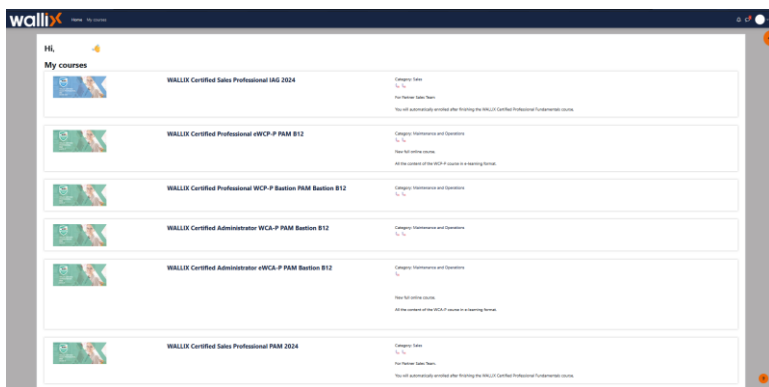 wallix Home My courses
Hi,
My courses
WALLIX Certified Sales Professional IAG 2024
Category: Sales
For Partner Sales Team.
You will automatically enrolled after finishing the WALLIX Certified Professional Fundamentals course.
WALLIX Certified Professional eWCP-P PAM B12
Category: Maintenance and Operations
New full online course.
All the content of the WCP-P course in e-learning format.
WALLIX Certified Professional WCP-P Bastion PAM Bastion B12
Category: Maintenance and Operations
WALLIX Certified Administrator WCA-P PAM Bastion B12
Category: Maintenance and Operations
WALLIX Certified Administrator eWCA-P PAM Bastion B12
Category: Maintenance and Operations
New full online course.
All the content of the WCA-P course in e-learning format.
WALLIX Certified Sales Professional PAM 2024
Category: Sales
For Partner Sales Team.
You will automatically enrolled after finishing the WALLIX Certified Professional Fundamentals course.